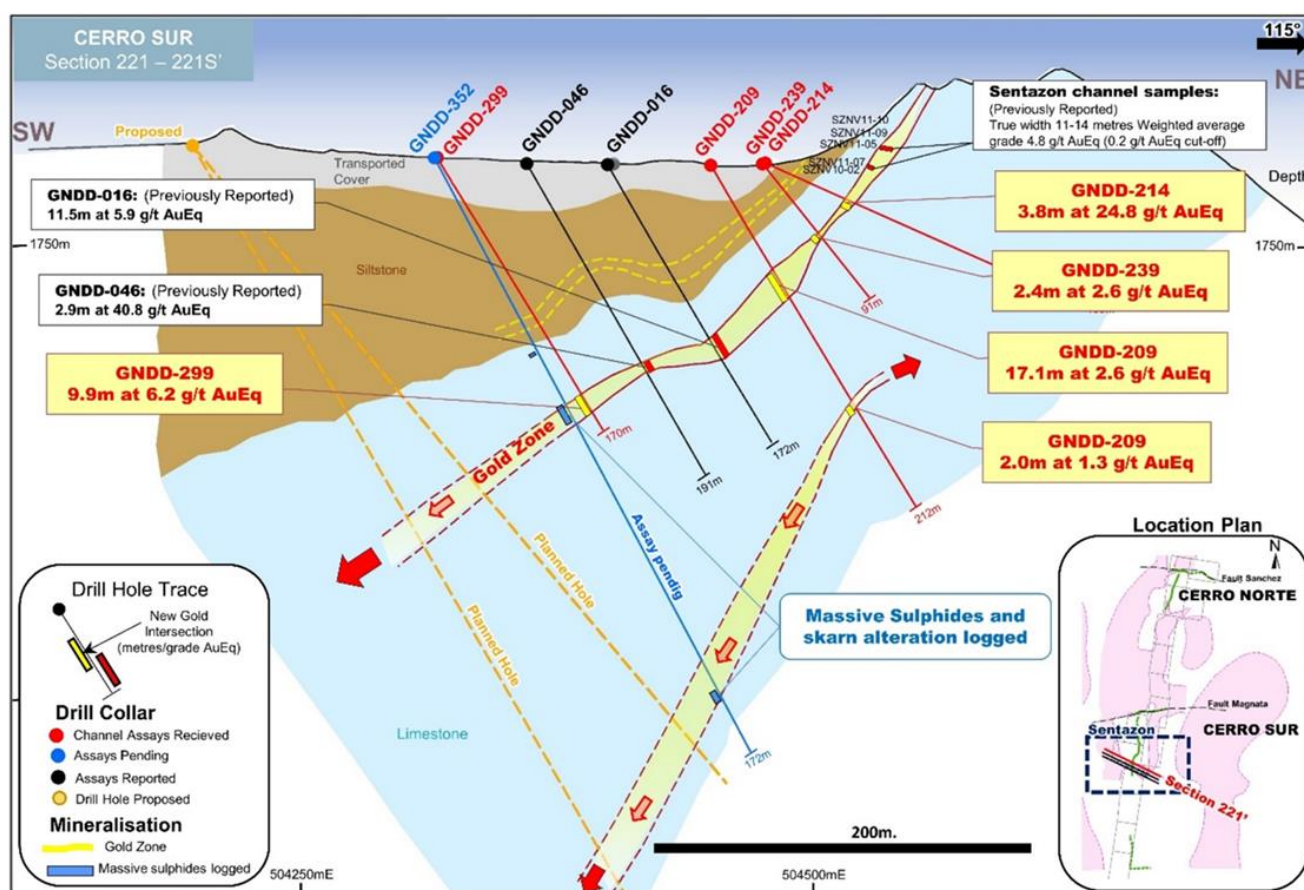 CERRO SUR
Section 221 – 221S'
115°
SW
NE
Proposed
GNDD-352
GNDD-299
GNDD-046
GNDD-016
GNDD-209
GNDD-239
GNDD-214
SZNV11-10
SZNV11-09
SZNV11-05
SZNV11-07
SZNV10-02
Sentazon channel samples:
(Previously Reported)
True width 11-14 metres Weighted average
grade 4.8 g/t AuEq (0.2 g/t AuEq cut-off)
Transported
Cover
Depth
1750m
1750m
GNDD-016: (Previously Reported)
11.5m at 5.9 g/t AuEq
Siltstone
GNDD-046: (Previously Reported)
2.9m at 40.8 g/t AuEq
GNDD-299
9.9m at 6.2 g/t AuEq
GNDD-214
3.8m at 24.8 g/t AuEq
GNDD-239
2.4m at 2.6 g/t AuEq
GNDD-209
17.1m at 2.6 g/t AuEq
GNDD-209
2.0m at 1.3 g/t AuEq
91m
170m
172m
191m
212m
172m
Gold Zone
Assay pendig
Planned Hole
Planned Hole
Massive Sulphides and
skarn alteration logged
Limestone
Drill Hole Trace
New Gold
Intersection
(metres/grade AuEq)
Drill Collar
Channel Assays Recieved
Assays Pending
Assays Reported
Drill Hole Proposed
Mineralisation
Gold Zone
Massive sulphides logged
200m.
504250mE
504500mE
Location Plan
N
Fault Sanchez
CERRO NORTE
Fault Magnata
Sentazon
CERRO SUR
Section 221'